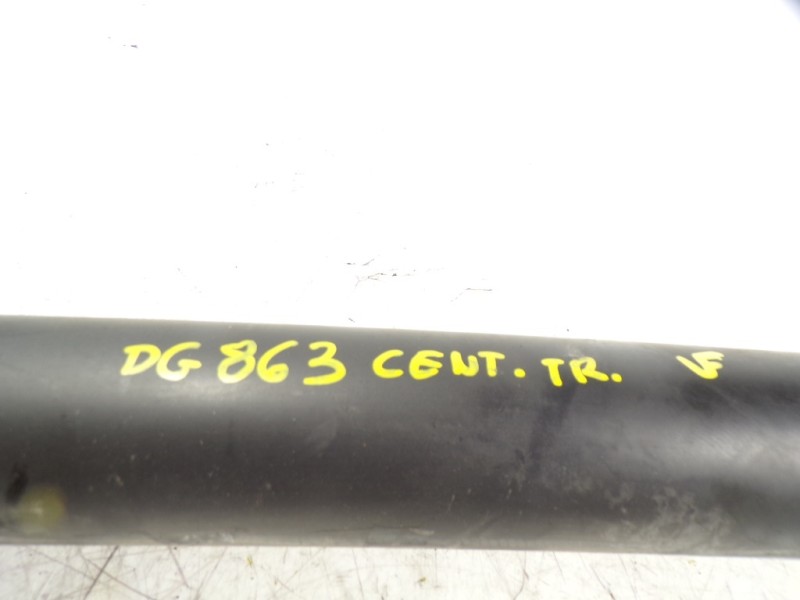 DG 863 CENT. TR. VF